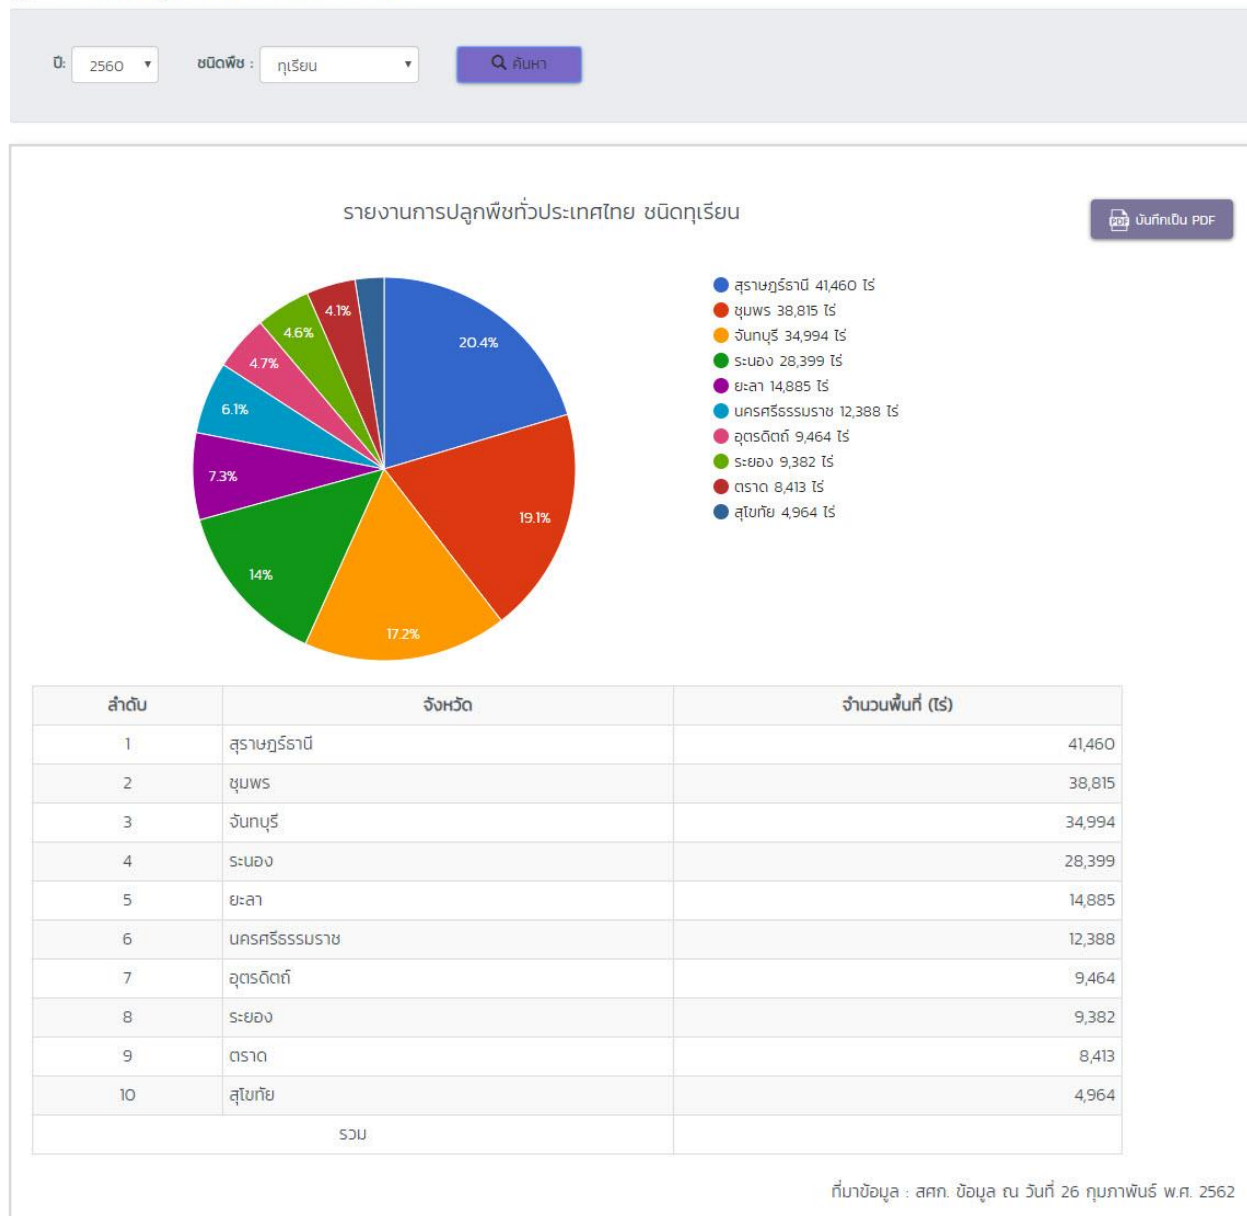 ปี: 2560 ชนิดพืช : ทุเรียน ค้นหา
รายงานการปลูกพืชทั่วประเทศไทย ชนิดทุเรียน
PDF บันทึกเป็น PDF
สุราษฎร์ธานี 41,460 ไร่
ชุมพร 38,815 ไร่
จันทบุรี 34,994 ไร่
ระนอง 28,399 ไร่
ยะลา 14,885 ไร่
นครศรีธรรมราช 12,388 ไร่
อุตรดิตถ์ 9,464 ไร่
ระยอง 9,382 ไร่
ตราด 8,413 ไร่
สุโขทัย 4,964 ไร่
20.4%
19.1%
17.2%
14%
7.3%
6.1%
4.7%
4.6%
4.1%
ลำดับ จังหวัด จำนวนพื้นที่ (ไร่)
1 สุราษฎร์ธานี 41,460
2 ชุมพร 38,815
3 จันทบุรี 34,994
4 ระนอง 28,399
5 ยะลา 14,885
6 นครศรีธรรมราช 12,388
7 อุตรดิตถ์ 9,464
8 ระยอง 9,382
9 ตราด 8,413
10 สุโขทัย 4,964
รวม
ที่มาข้อมูล : สศก. ข้อมูล ณ วันที่ 26 กุมภาพันธ์ พ.ศ. 2562